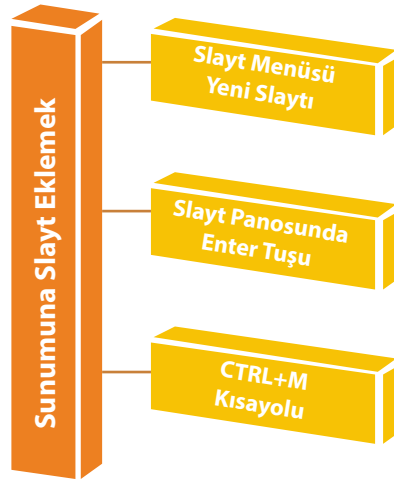 Sunumuna Slayt Eklemek
Slayt Menüsü
Yeni Slaytı
Slayt Panosunda
Enter Tuşu
CTRL+M
Kısayolu